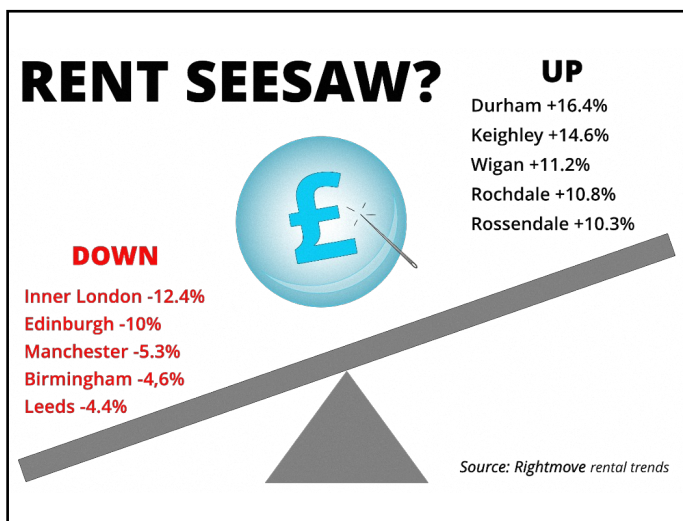 RENT SEESAW?
UP
Durham +16.4%
Keighley +14.6%
Wigan +11.2%
Rochdale +10.8%
Rossendale +10.3%
£
DOWN
Inner London -12.4%
Edinburgh -10%
Manchester -5.3%
Birmingham -4,6%
Leeds -4.4%
Source: Rightmove rental trends